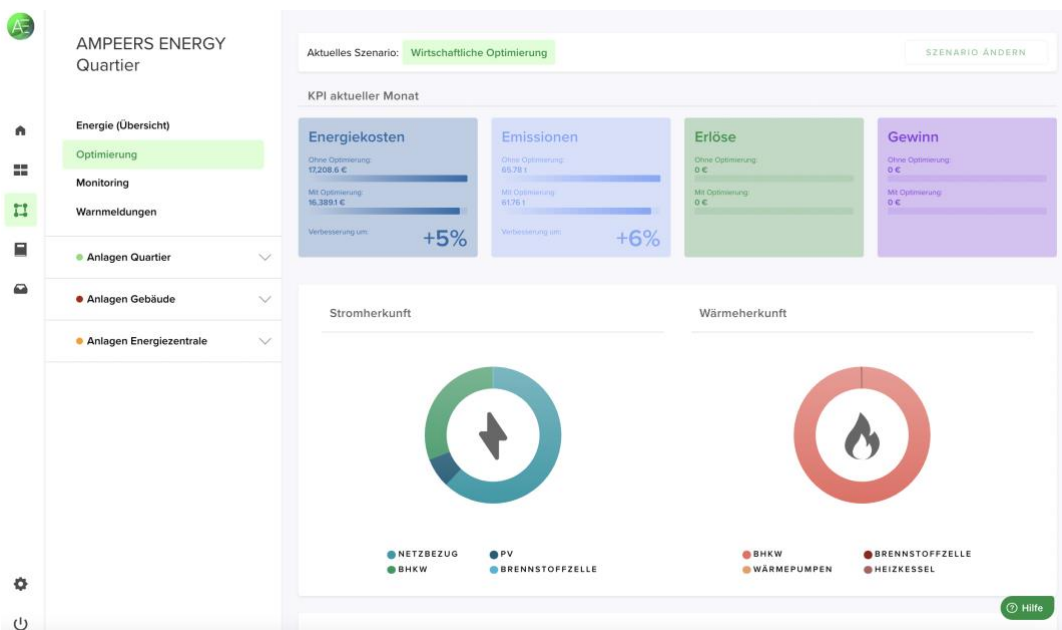 AE
AMPEERS ENERGY
Quartier
Energie (Übersicht)
Optimierung
Monitoring
Warnmeldungen
Anlagen Quartier
Anlagen Gebäude
Anlagen Energiezentrale
Aktuelles Szenario: Wirtschaftliche Optimierung
SZENARIO ÄNDERN
KPI aktueller Monat
Energiekosten
Ohne Optimierung:
17,208.6 €
Mit Optimierung:
16,389.1 €
Verbesserung um:
+5%
Emissionen
Ohne Optimierung:
65.78 t
Mit Optimierung:
61.76 t
Verbesserung um:
+6%
Erlöse
Ohne Optimierung:
0 €
Mit Optimierung:
0 €
Gewinn
Ohne Optimierung:
0 €
Mit Optimierung:
0 €
Stromherkunft
NETZBEZUG
PV
BHKW
BRENNSTOFFZELLE
Wärmeherkunft
BHKW
BRENNSTOFFZELLE
WÄRMEPUMPEN
HEIZKESSEL
Hilfe